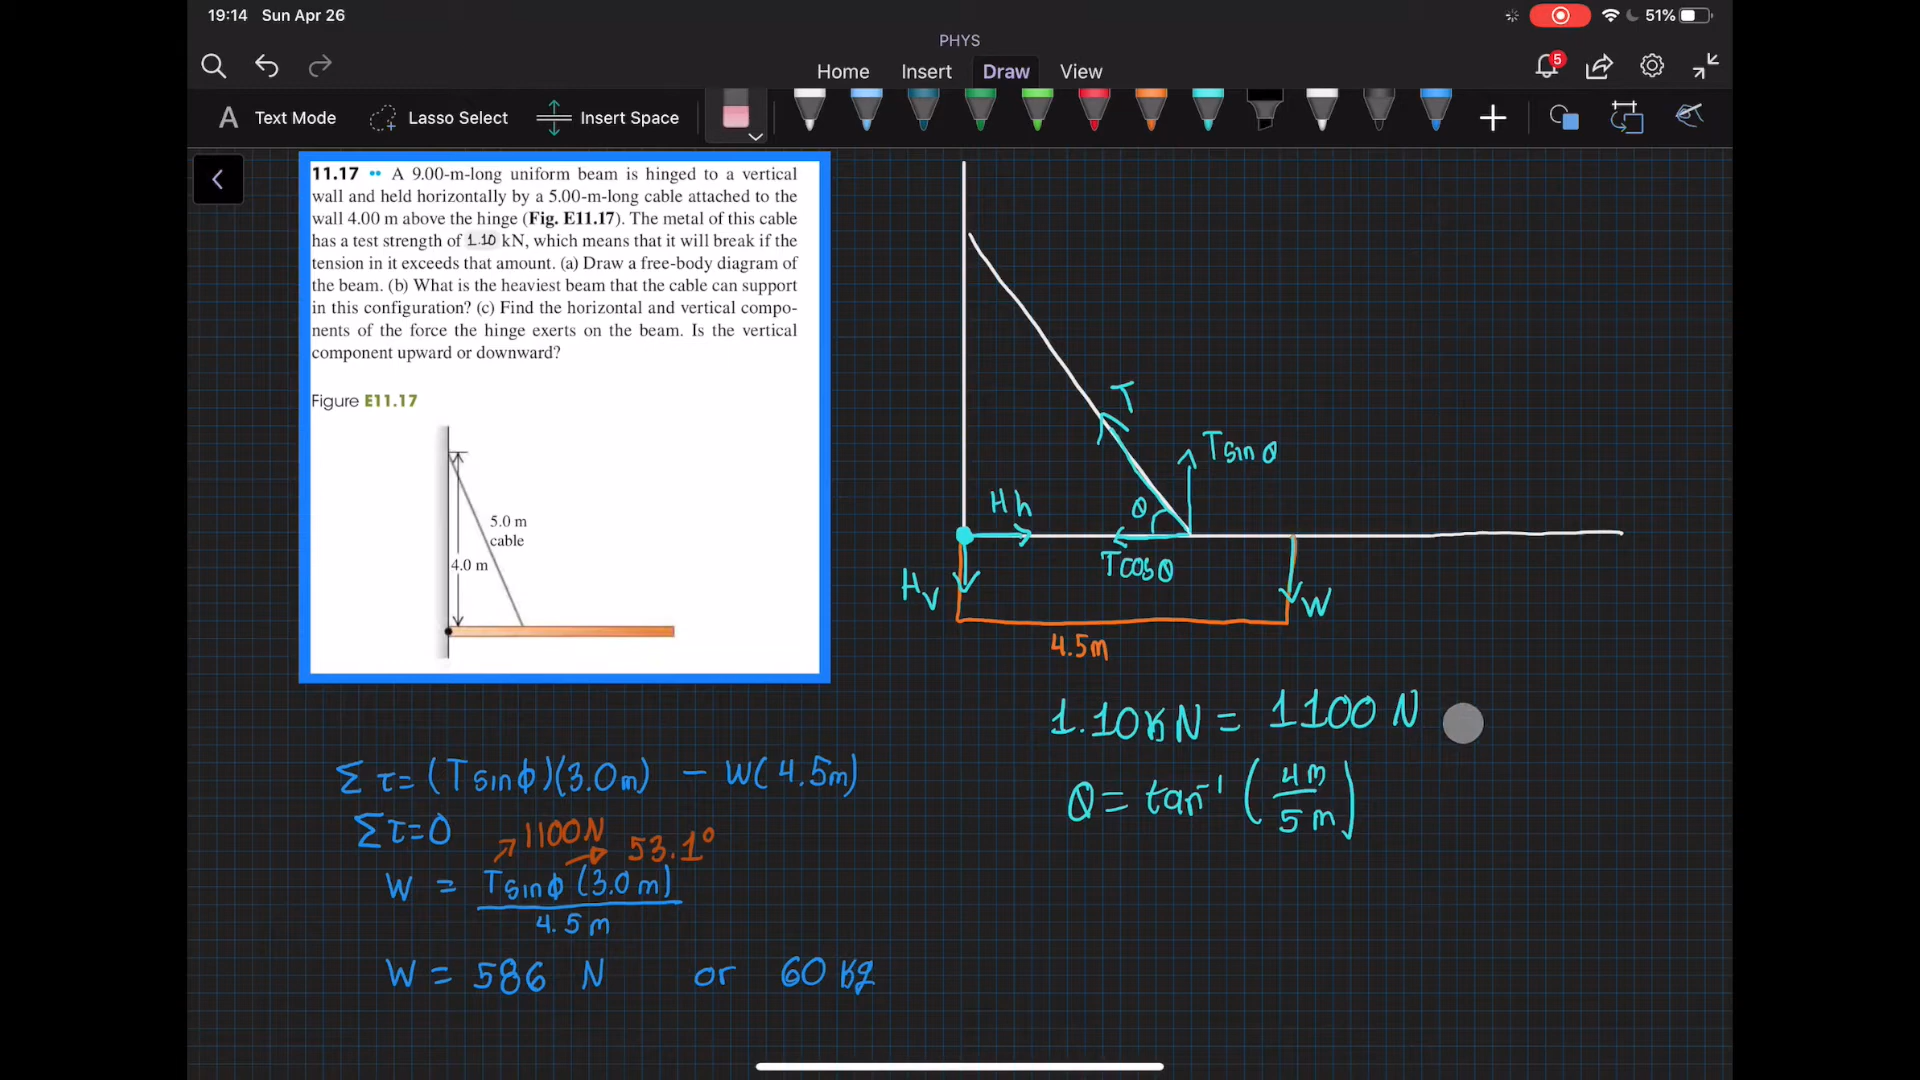 19:14 Sun Apr 26
51%
PHYS
Home Insert Draw View
5
A Text Mode Lasso Select Insert Space
11.17 •• A 9.00-m-long uniform beam is hinged to a vertical
wall and held horizontally by a 5.00-m-long cable attached to the
wall 4.00 m above the hinge (Fig. E11.17). The metal of this cable
has a test strength of 1.10 kN, which means that it will break if the
tension in it exceeds that amount. (a) Draw a free-body diagram of
the beam. (b) What is the heaviest beam that the cable can support
in this configuration? (c) Find the horizontal and vertical compo-
nents of the force the hinge exerts on the beam. Is the vertical
component upward or downward?
Figure E11.17
5.0 m
cable
4.0 m
T
T sin θ
θ
Hh
T cos θ
Hv
W
4.5m
1.10kN = 1100 N
θ = tan⁻¹ (4m/5m)
Σ τ = (T sin ϕ)(3.0m) − W(4.5m)
Σ τ = 0
→ 1100N
→ 53.1°
W = T sin ϕ (3.0 m)
4.5 m
W = 586 N or 60 kg